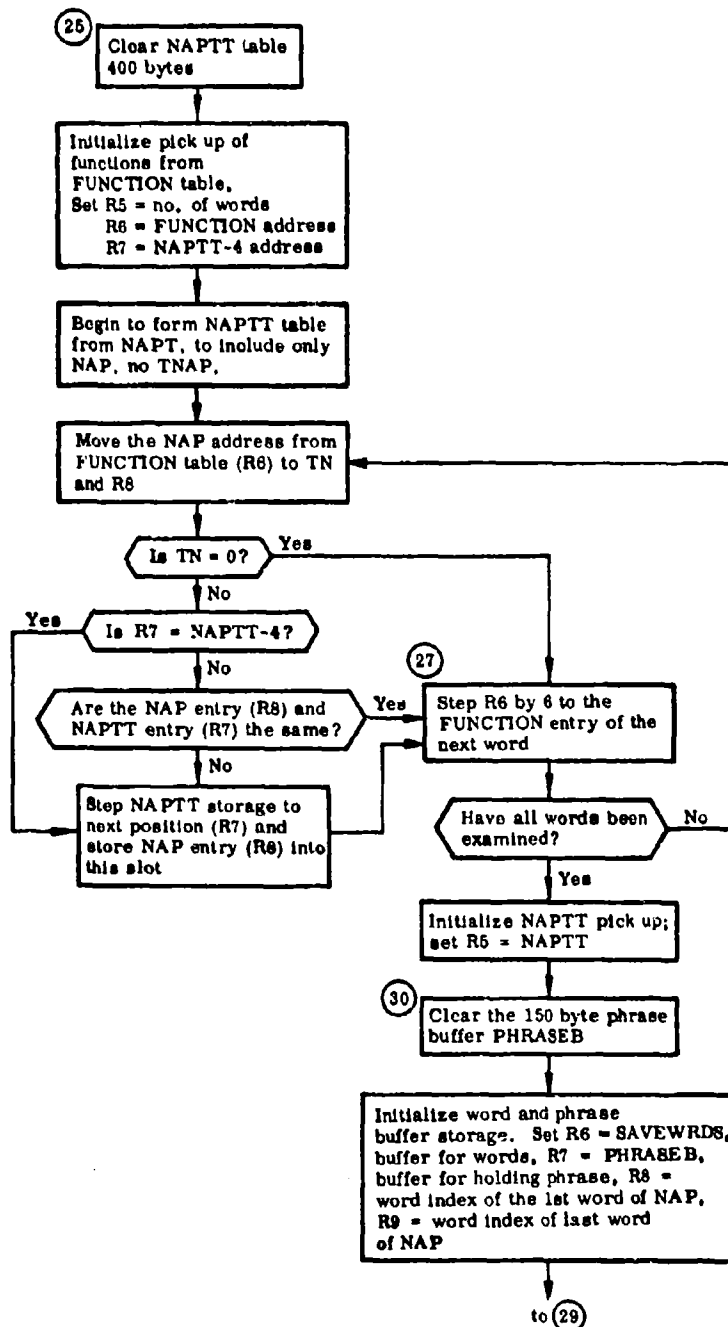 25
Clear NAPTT table
400 bytes
Initialize pick up of
functions from
FUNCTION table.
Set R5 = no. of words
R6 = FUNCTION address
R7 = NAPTT-4 address
Begin to form NAPTT table
from NAPT, to include only
NAP, no TNAP.
Move the NAP address from
FUNCTION table (R6) to TN
and R8
Is TN = 0?
Yes
No
Yes
Is R7 = NAPTT-4?
No
Are the NAP entry (R8) and
NAPTT entry (R7) the same?
Yes
No
27
Step R6 by 6 to the
FUNCTION entry of the
next word
Step NAPTT storage to
next position (R7) and
store NAP entry (R8) into
this slot
Have all words been
examined?
No
Yes
Initialize NAPTT pick up;
set R5 = NAPTT
30
Clear the 150 byte phrase
buffer PHRASEB
Initialize word and phrase
buffer storage. Set R6 = SAVEWRDS,
buffer for words, R7 = PHRASEB,
buffer for holding phrase, R8 =
word index of the 1st word of NAP,
R9 = word index of last word
of NAP
to 29